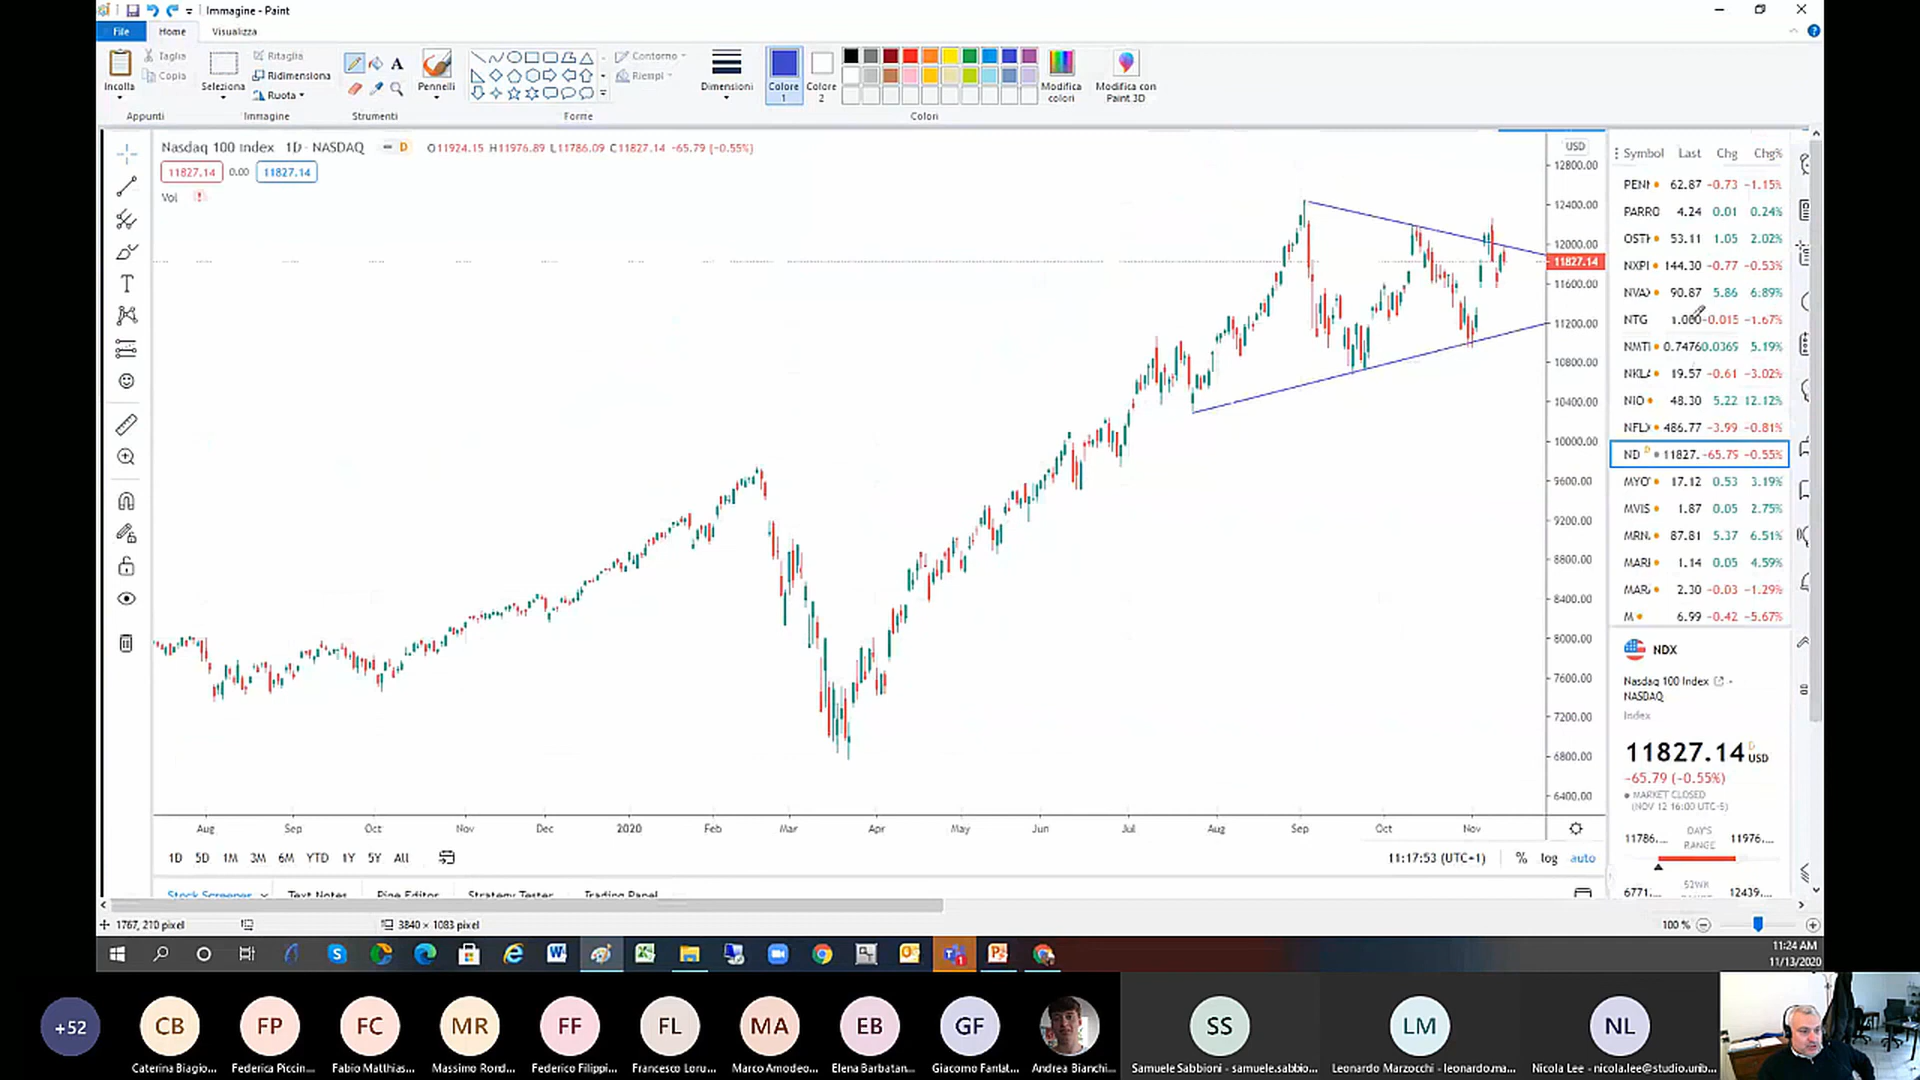 Immagine - Paint
File Home Visualizza
Incolla
Taglia
Copia
Appunti
Seleziona
Ritaglia
Ridimensiona
Ruota
Immagine
A
Strumenti
Pennelli
Contorno
Riempi
Forme
Dimensioni
Colore 1
Colore 2
Colori
Modifica colori
Modifica con Paint 3D
Nasdaq 100 Index 1D · NASDAQ D O11924.15 H11976.89 L11786.09 C11827.14 -65.79 (-0.55%)
11827.14 0.00 11827.14
Vol
USD
12800.00
12400.00
12000.00
11827.14
11600.00
11200.00
10800.00
10400.00
10000.00
9600.00
9200.00
8800.00
8400.00
8000.00
7600.00
7200.00
6800.00
6400.00
Aug Sep Oct Nov Dec 2020 Feb Mar Apr May Jun Jul Aug Sep Oct Nov
1D 5D 1M 3M 6M YTD 1Y 5Y All
11:17:53 (UTC+1) % log auto
Stock Screener Text Notes Pine Editor Strategy Tester Trading Panel
Symbol Last Chg Chg%
62.87 -0.73 -1.15%
PARRO 4.24 0.01 0.24%
53.11 1.05 2.02%
NXPI 144.30 -0.77 -0.53%
90.87 5.86 6.89%
NTG -0.015 -1.67%
0.7476 0.0369 5.19%
19.57 -0.61 -3.02%
NIO 48.30 5.22 12.12%
486.77 -3.99 -0.81%
ND D 11827. -65.79 -0.55%
17.12 0.53 3.19%
MVIS 1.87 0.05 2.75%
87.81 5.37 6.51%
1.14 0.05 4.59%
2.30 -0.03 -1.29%
M 6.99 -0.42 -5.67%
NDX
Nasdaq 100 Index -
NASDAQ
Index
11827.14 D USD
-65.79 (-0.55%)
MARKET CLOSED
(NOV 12 16:00 UTC-5)
11786.... DAY'S RANGE 11976....
6771.... 52WK 12439....
1767, 210 pixel
3840 × 1083 pixel
100 %
11:24 AM
11/13/2020
+52
CB
Caterina Biagio...
FP
Federica Piccin...
FC
Fabio Matthias...
MR
Massimo Rond...
FF
Federico Filippi...
FL
Francesco Loru...
MA
Marco Amodeo...
EB
Elena Barbatan...
GF
Giacomo Fantal...
Andrea Bianchi...
SS
Samuele Sabbioni - samuele.sabbio...
LM
Leonardo Marzocchi - leonardo.ma...
NL
Nicola Lee - nicola.lee@studio.unib...